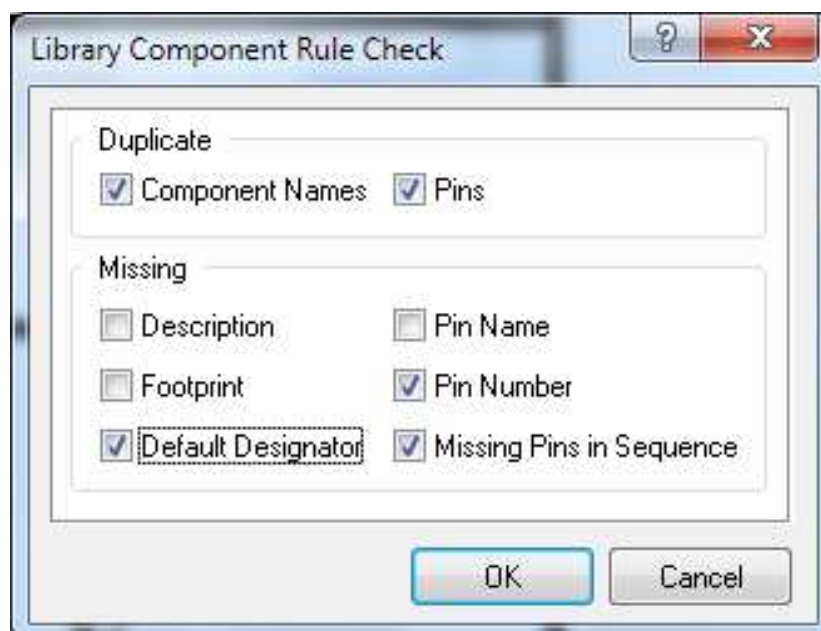 Library Component Rule Check
?
Duplicate
Component Names
Pins
Missing
Description
Pin Name
Footprint
Pin Number
Default Designator
Missing Pins in Sequence
OK
Cancel